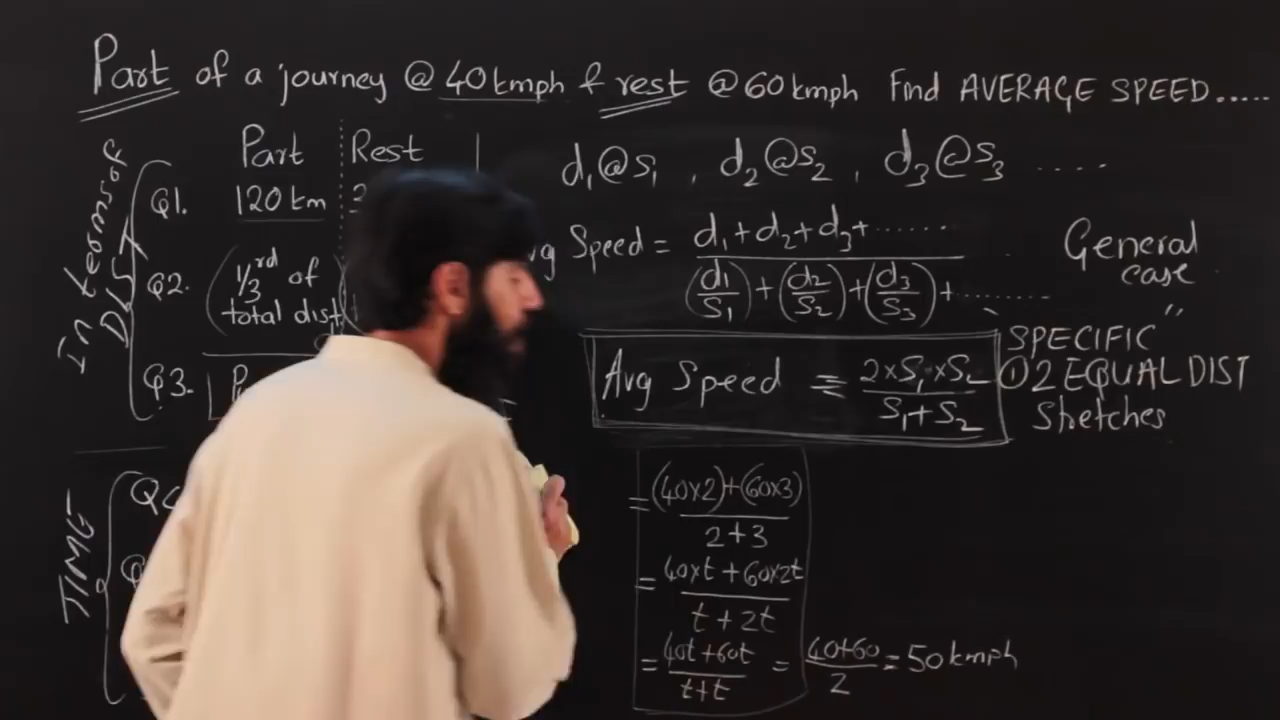 Part of a journey @ 40 kmph & rest @ 60 kmph Find AVERAGE SPEED.....
In terms of DIST
Part Rest
Q1. 120 km
Q2. (1/3rd of total dist
Q3.
d₁@s₁ , d₂@s₂ , d₃@s₃ .....
Speed = (d₁+d₂+d₃+.......) / ((d₁/s₁)+(d₂/s₂)+(d₃/s₃)+........)
General case
"SPECIFIC"
Avg Speed = (2×S₁×S₂) / (S₁+S₂)
① 2 EQUAL DIST Stretches
TIME
= ((40×2)+(60×3)) / (2+3)
= (40×t + 60×2t) / (t + 2t)
= (40t+60t) / (t+t) = (40+60) / 2 = 50 kmph